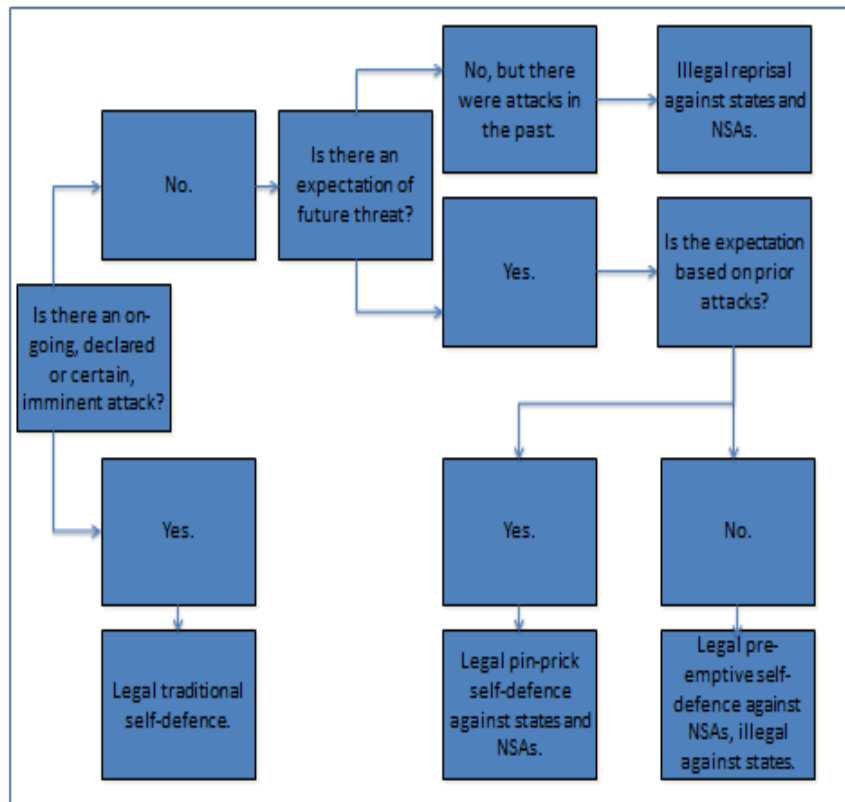 No, but there
were attacks in
the past.
Illegal reprisal
against states and
NSAs.
No.
Is there an
expectation of
future threat?
Yes.
Is the expectation
based on prior
attacks?
Is there an on-
going, declared
or certain,
imminent attack?
Yes.
Yes.
No.
Legal traditional
self-defence.
Legal pin-prick
self-defence
against states and
NSAs.
Legal pre-
emptive self-
defence against
NSAs, illegal
against states.